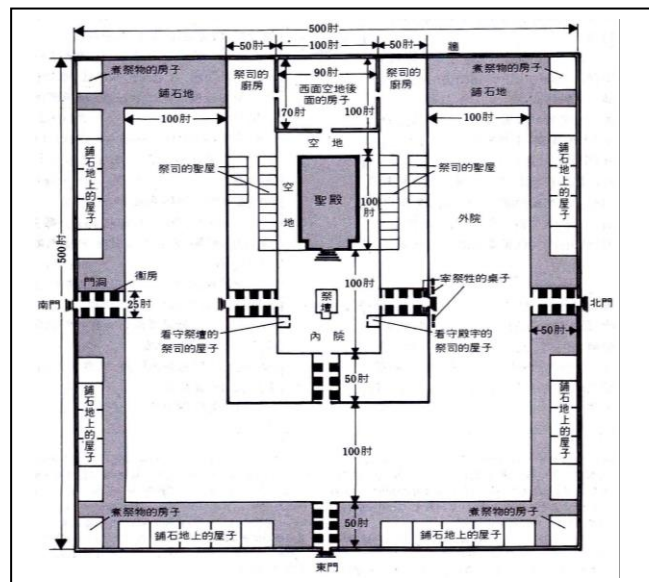 500肘
50肘
100肘
50肘
牆
煮祭物的房子
祭司的
廚房
90肘
西面空地後
面的房子
祭司的
廚房
煮祭物的房子
鋪石地
70肘
100肘
鋪石地
100肘
100肘
空地
鋪石地上的屋子
祭司的聖屋
空地
聖殿
100肘
祭司的聖屋
外院
鋪石地上的屋子
500肘
門洞
衛房
100肘
宰祭牲的桌子
南門
25肘
祭壇
北門
看守祭壇的
祭司的屋子
內院
看守殿宇的
祭司的屋子
50肘
50肘
鋪石地上的屋子
鋪石地上的屋子
100肘
煮祭物的房子
50肘
煮祭物的房子
鋪石地上的屋子
鋪石地上的屋子
東門